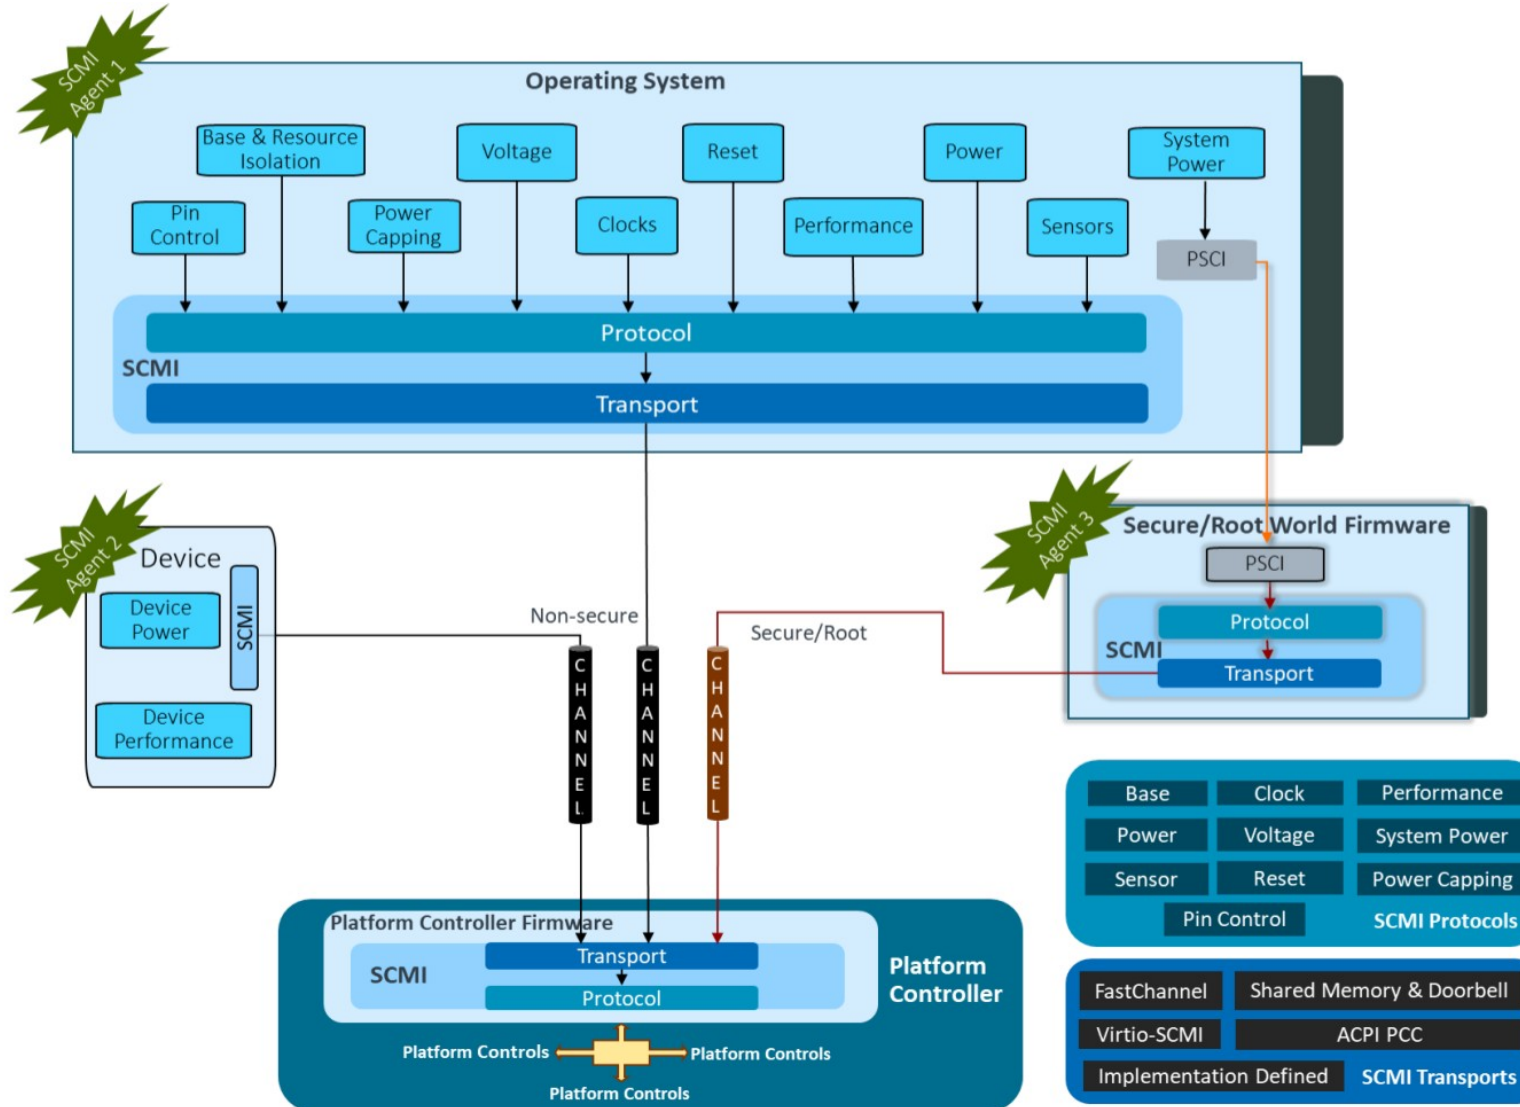 SCMI
Agent 1
Operating System
Base & Resource
Isolation
Voltage
Reset
Power
System
Power
Pin
Control
Power
Capping
Clocks
Performance
Sensors
PSCI
Protocol
SCMI
Transport
SCMI
Agent 2
Device
Device
Power
SCMI
Device
Performance
Non-secure
Secure/Root
CHANNEL
CHANNEL
CHANNEL
SCMI
Agent 3
Secure/Root World Firmware
PSCI
Protocol
SCMI
Transport
Platform Controller Firmware
Transport
SCMI
Protocol
Platform
Controller
Platform Controls
Platform Controls
Platform Controls
Base
Clock
Performance
Power
Voltage
System Power
Sensor
Reset
Power Capping
Pin Control
SCMI Protocols
FastChannel
Shared Memory & Doorbell
Virtio-SCMI
ACPI PCC
Implementation Defined
SCMI Transports